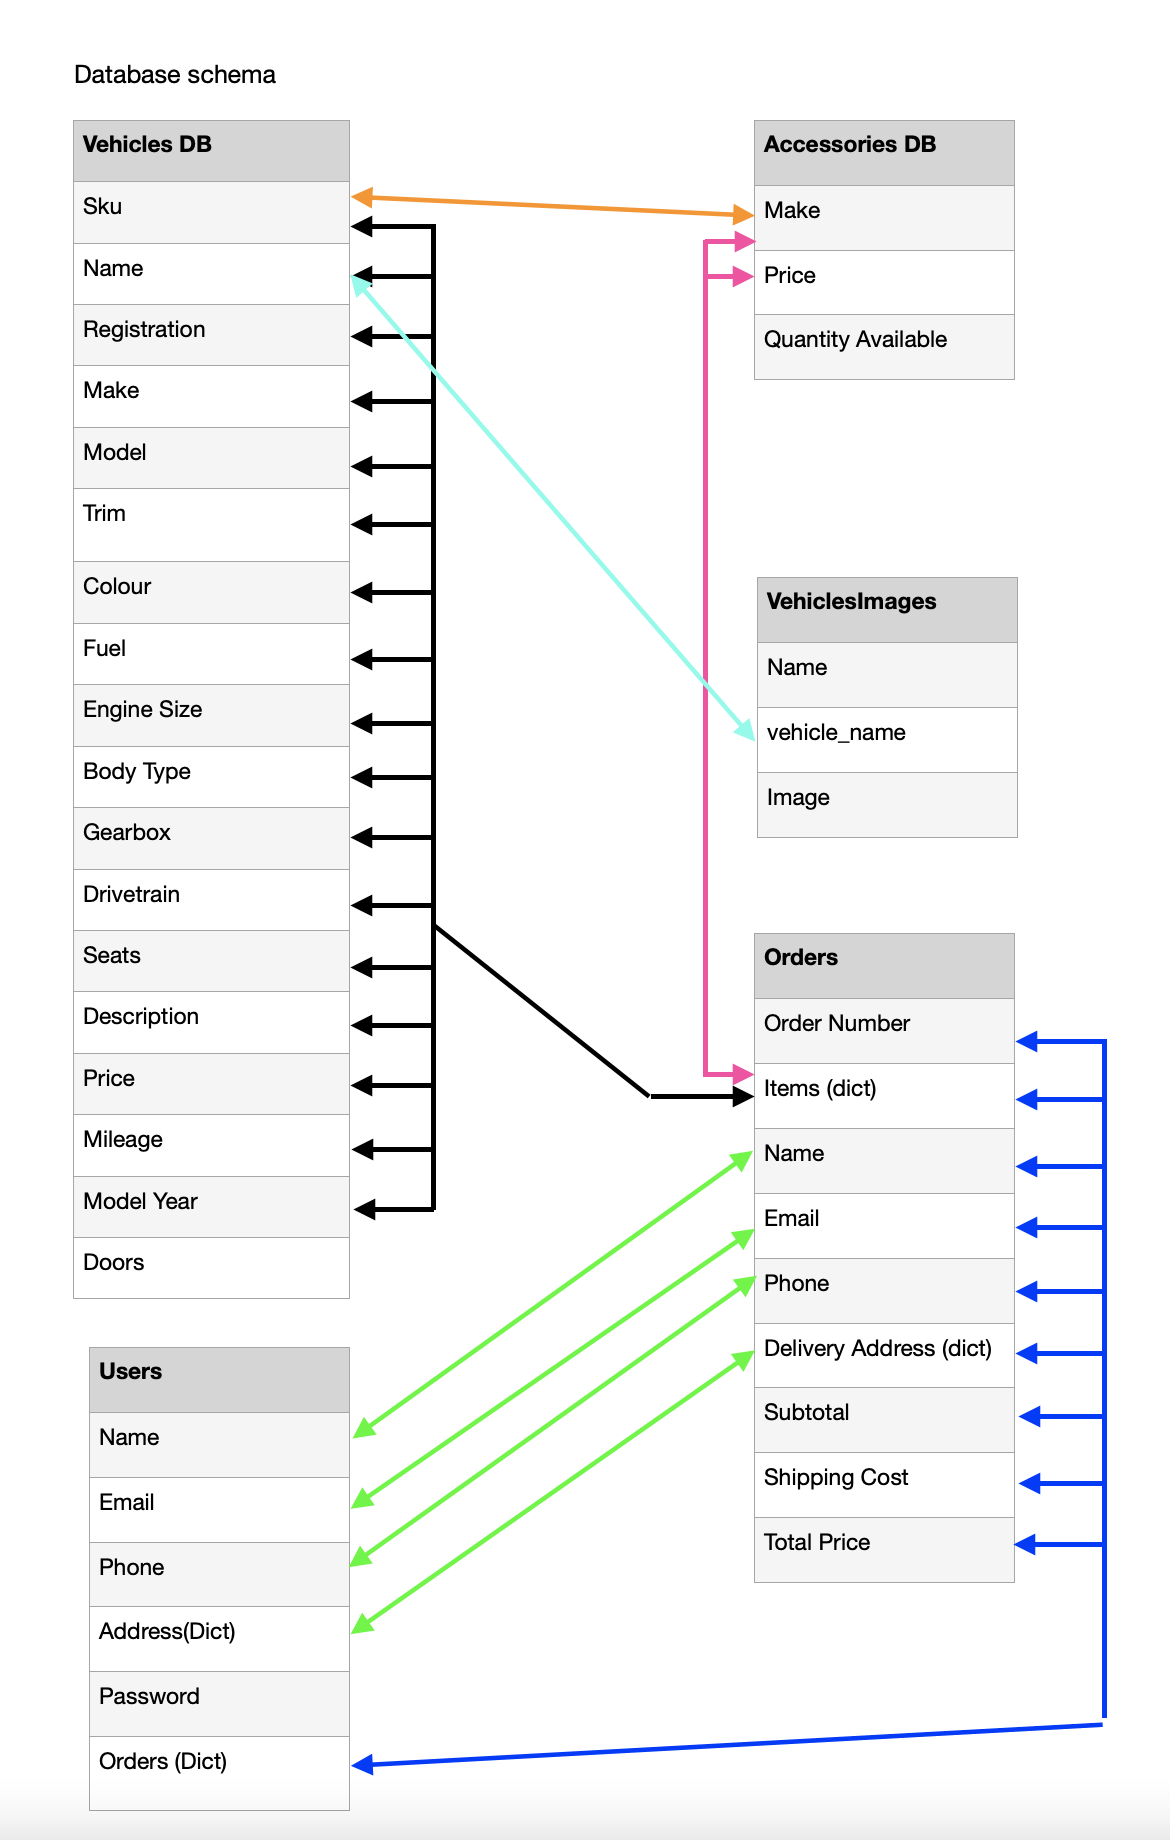 Database schema
Vehicles DB
Sku
Name
Registration
Make
Model
Trim
Colour
Fuel
Engine Size
Body Type
Gearbox
Drivetrain
Seats
Description
Price
Mileage
Model Year
Doors
Accessories DB
Make
Price
Quantity Available
VehiclesImages
Name
vehicle_name
Image
Orders
Order Number
Items (dict)
Name
Email
Phone
Delivery Address (dict)
Subtotal
Shipping Cost
Total Price
Users
Name
Email
Phone
Address(Dict)
Password
Orders (Dict)